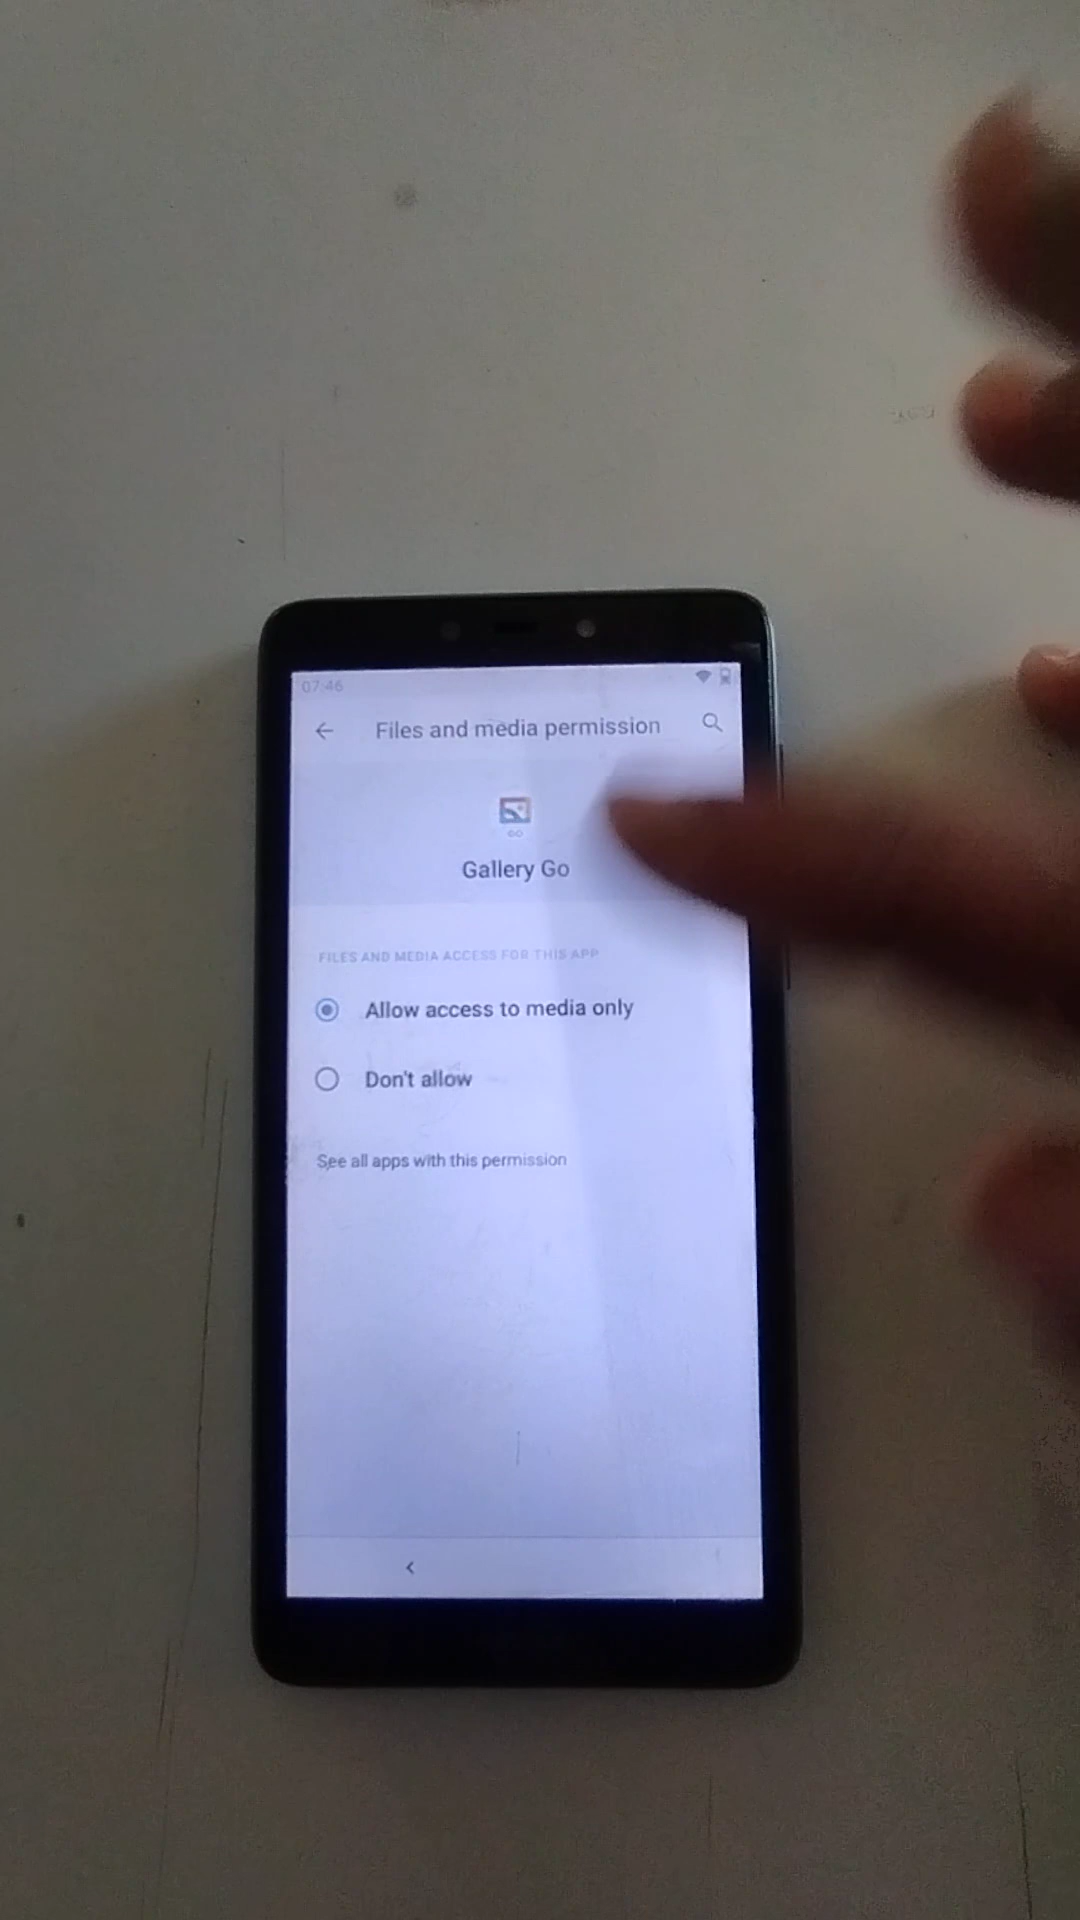 07:46
Files and media permission
GO
Gallery Go
FILES AND MEDIA ACCESS FOR THIS APP
Allow access to media only
Don't allow
See all apps with this permission